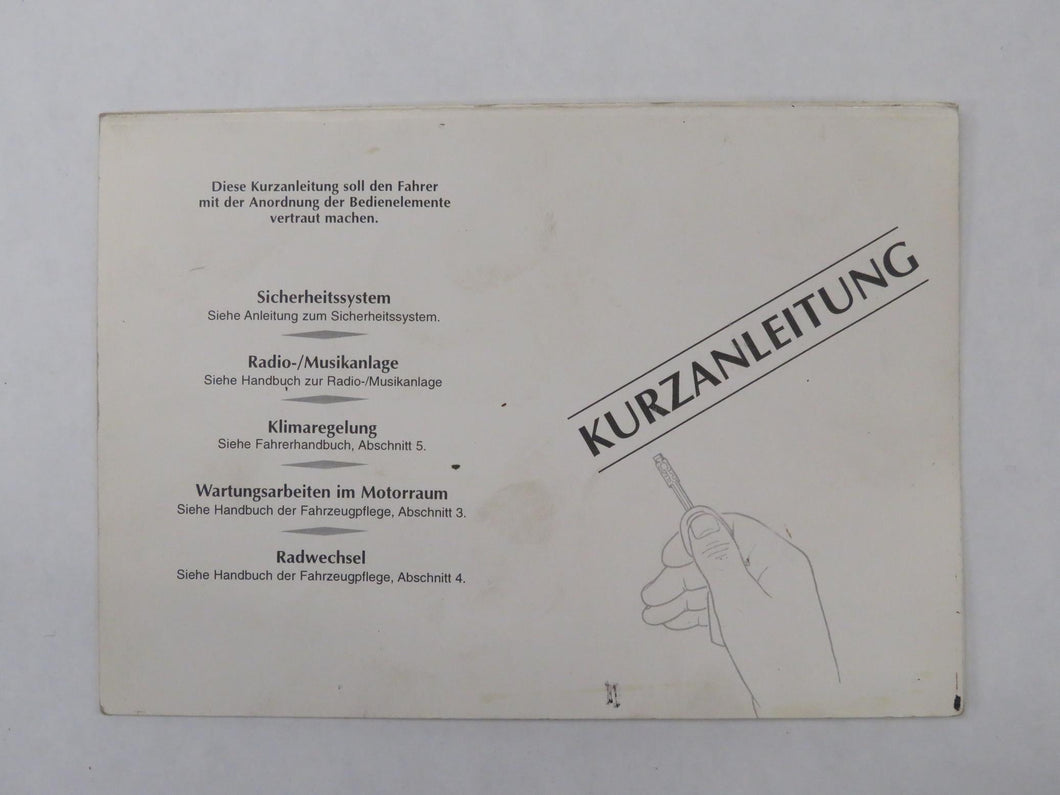 Diese Kurzanleitung soll den Fahrer
mit der Anordnung der Bedienelemente
vertraut machen.
Sicherheitssystem
Siehe Anleitung zum Sicherheitssystem.
Radio-/Musikanlage
Siehe Handbuch zur Radio-/Musikanlage
Klimaregelung
Siehe Fahrerhandbuch, Abschnitt 5.
Wartungsarbeiten im Motorraum
Siehe Handbuch der Fahrzeugpflege, Abschnitt 3.
Radwechsel
Siehe Handbuch der Fahrzeugpflege, Abschnitt 4.
KURZANLEITUNG